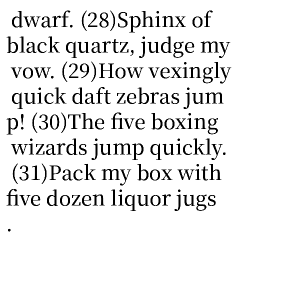 dwarf. (28)Sphinx of
black quartz, judge my
vow. (29)How vexingly
quick daft zebras jum
p! (30)The five boxing
wizards jump quickly.
(31)Pack my box with
five dozen liquor jugs
.